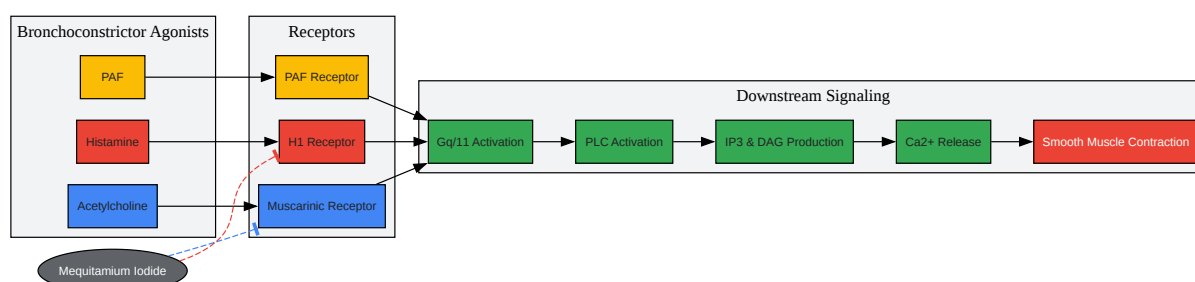 Bronchoconstrictor Agonists
Receptors
PAF
PAF Receptor
Downstream Signaling
Histamine
H1 Receptor
Gq/11 Activation
PLC Activation
IP3 & DAG Production
Ca2+ Release
Smooth Muscle Contraction
Acetylcholine
Muscarinic Receptor
Mequitamium Iodide